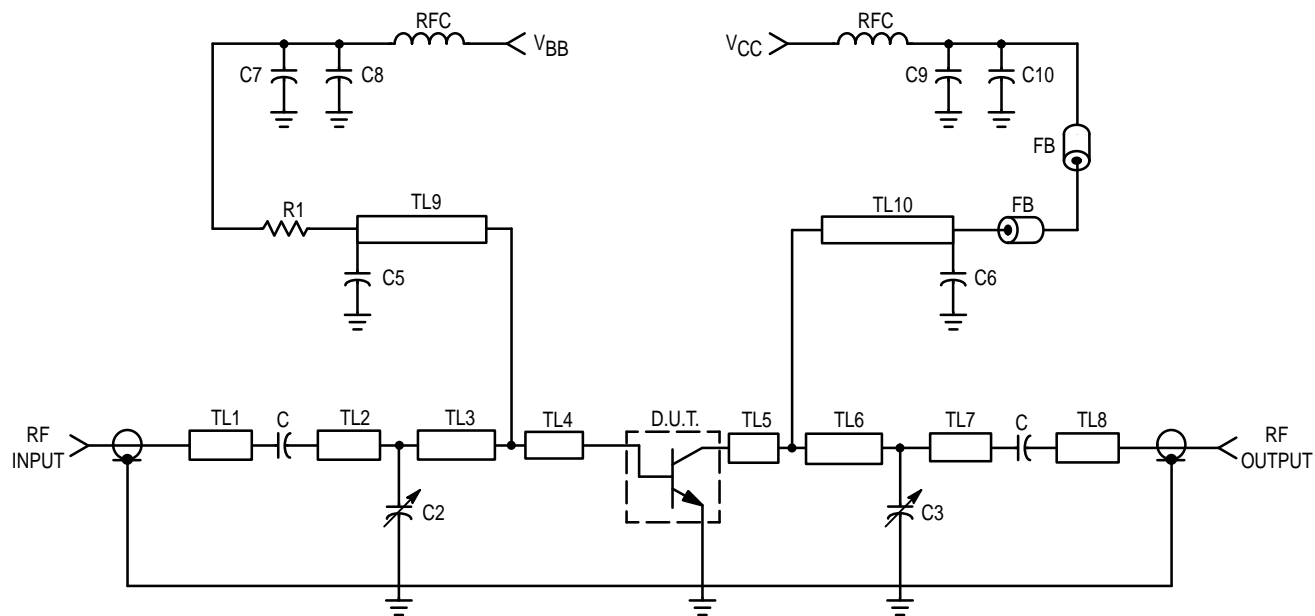 RFC
V_BB
V_CC
RFC
C7
C8
C9
C10
FB
R1
TL9
TL10
FB
C5
C6
RF
INPUT
TL1
C
TL2
TL3
TL4
D.U.T.
TL5
TL6
TL7
C
TL8
RF
OUTPUT
C2
C3